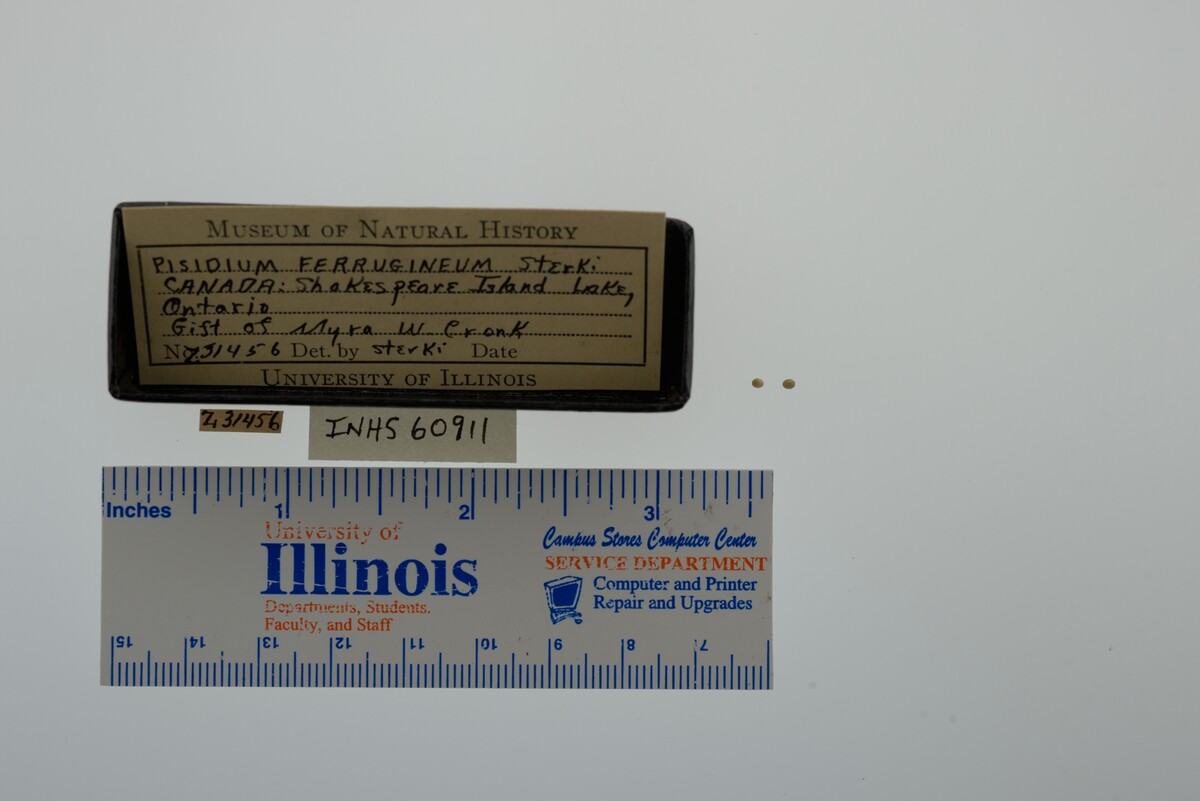 MUSEUM OF NATURAL HISTORY
PISIDIUM FERRUGINEUM Sterki
CANADA: Shakespeare Island Lake,
Ontario
Gift of Myra W Cronk
No Z31456 Det. by Sterki Date
UNIVERSITY OF ILLINOIS
Z31456
INHS 60911
Inches 1 2 3
University of
Illinois
Departments, Students,
Faculty, and Staff
Campus Stores Computer Center
SERVICE DEPARTMENT
Computer and Printer
Repair and Upgrades
15 14 13 12 11 10 9 8 7